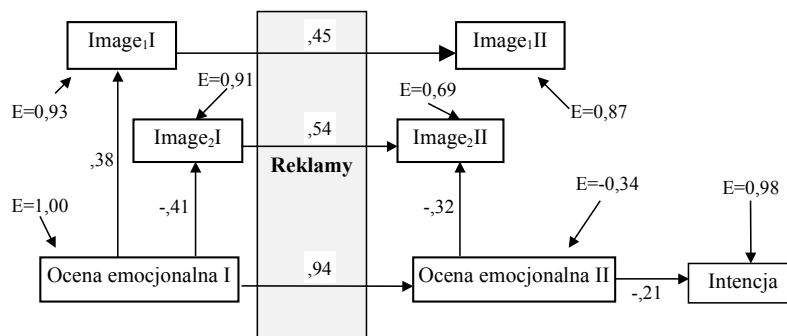 Image₁I
,45
Image₁II
E=0,93
E=0,91
E=0,69
E=0,87
Image₂I
,54
Image₂II
,38
Reklamy
E=1,00
-,41
-,32
E=-0,34
E=0,98
Ocena emocjonalna I
,94
Ocena emocjonalna II
-,21
Intencja